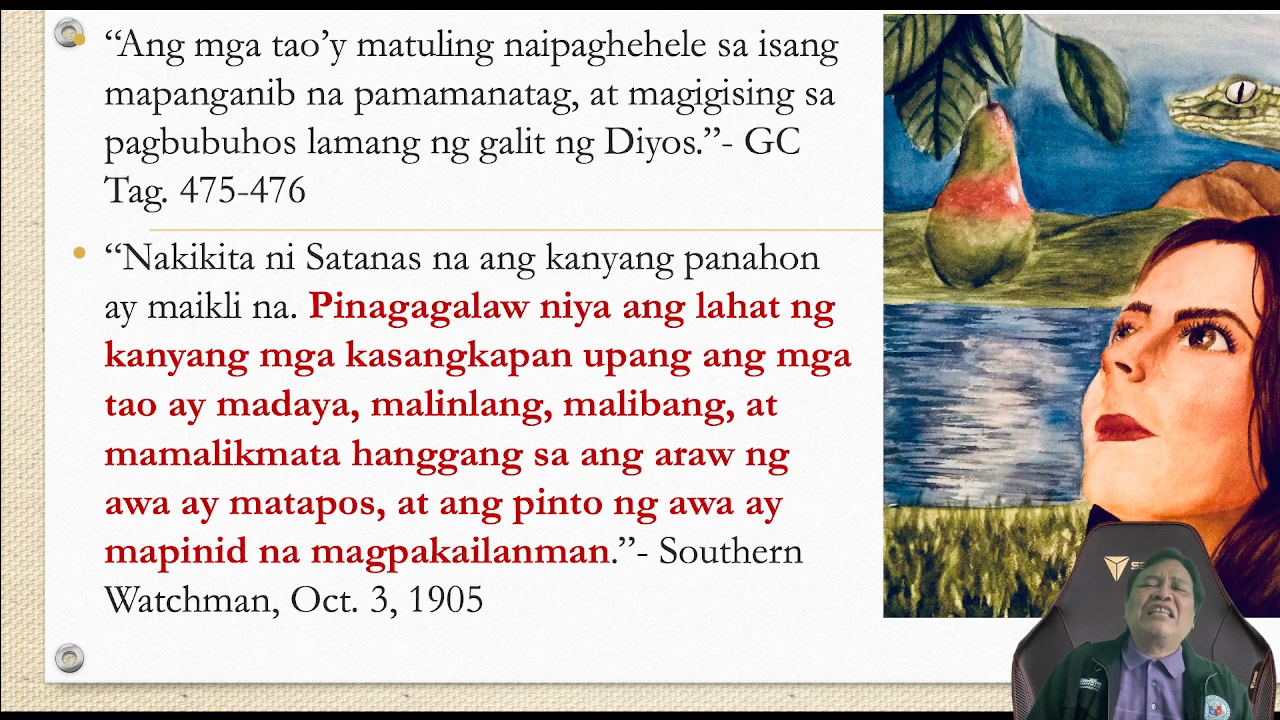 “Ang mga tao’y matuling naipaghehele sa isang
mapanganib na pamamanatag, at magigising sa
pagbubuhos lamang ng galit ng Diyos.”- GC
Tag. 475-476
“Nakikita ni Satanas na ang kanyang panahon
ay maikli na. Pinagagalaw niya ang lahat ng
kanyang mga kasangkapan upang ang mga
tao ay madaya, malinlang, malibang, at
mamalikmata hanggang sa ang araw ng
awa ay matapos, at ang pinto ng awa ay
mapinid na magpakailanman.”- Southern
Watchman, Oct. 3, 1905